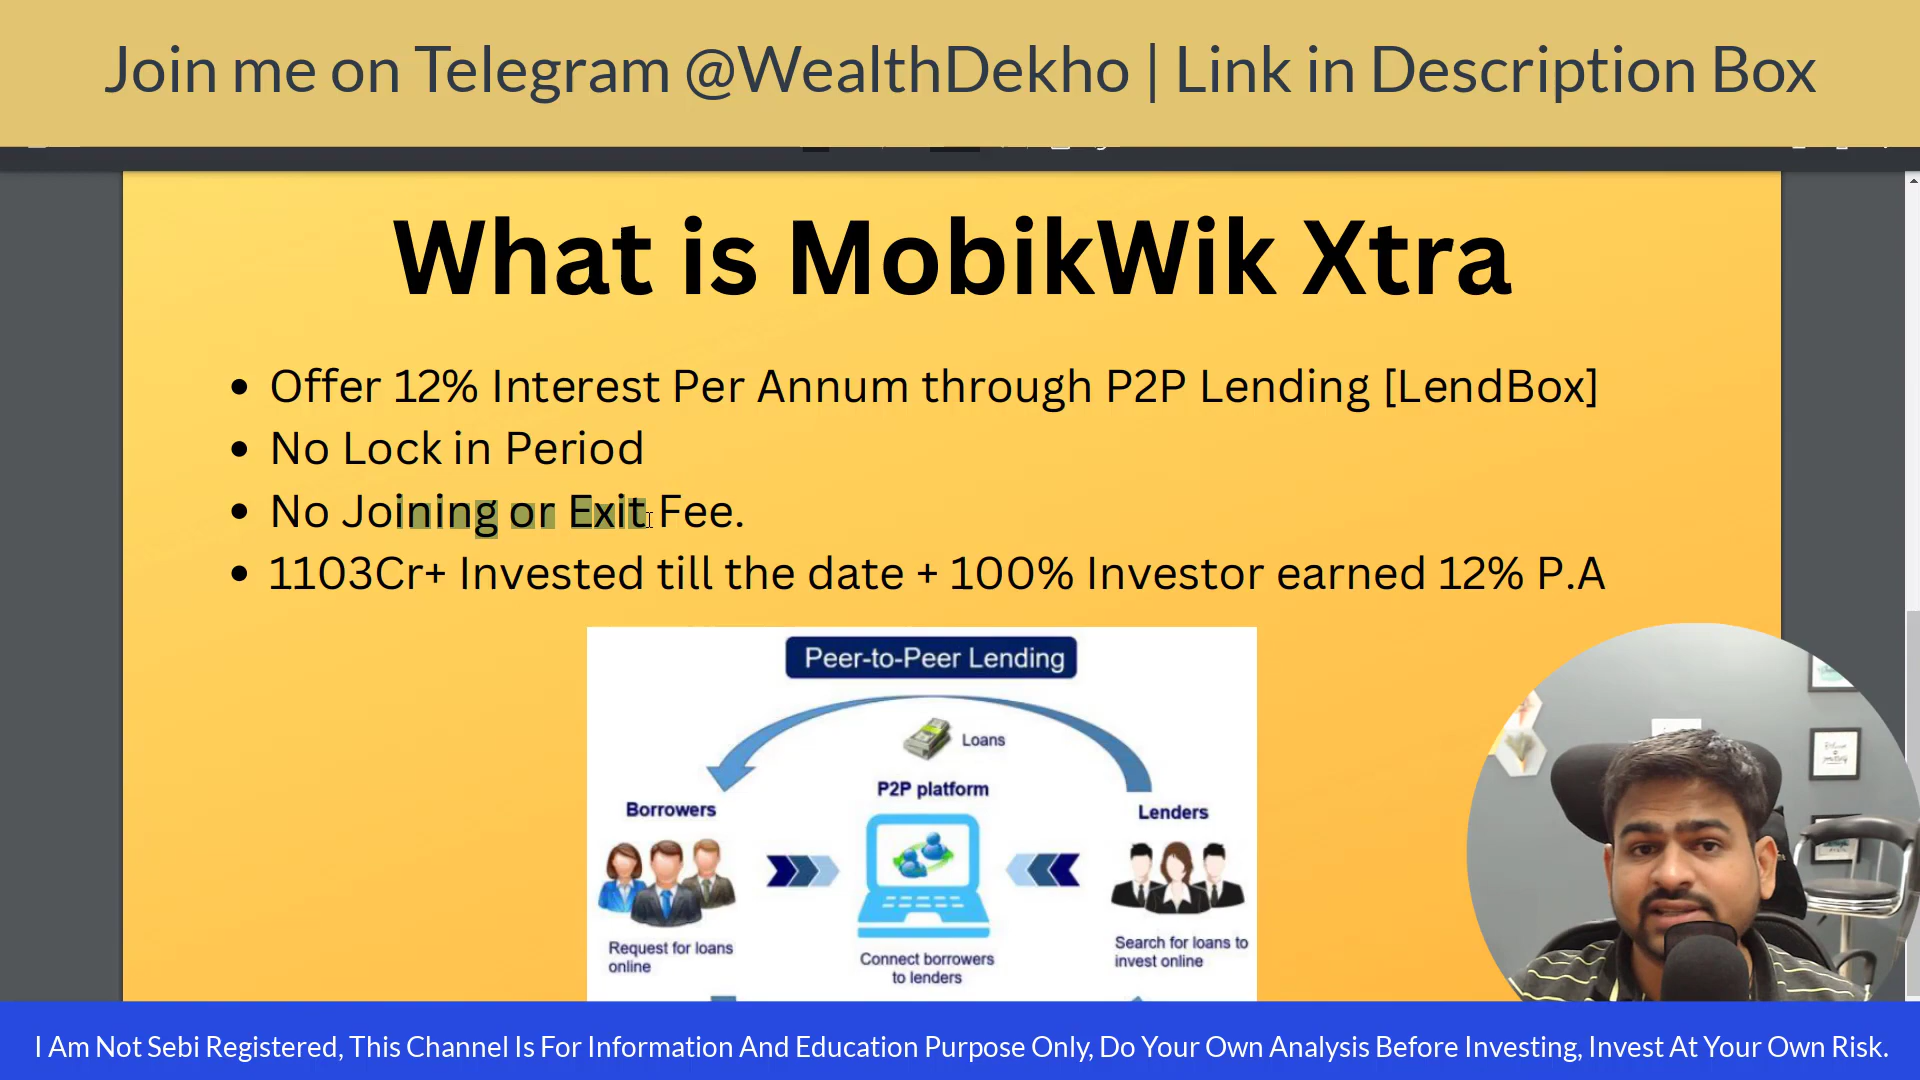 Join me on Telegram @WealthDekho | Link in Description Box
What is MobikWik Xtra
• Offer 12% Interest Per Annum through P2P Lending [LendBox]
• No Lock in Period
• No Joining or Exit Fee.
• 1103Cr+ Invested till the date + 100% Investor earned 12% P.A
Peer-to-Peer Lending
Loans
P2P platform
Borrowers
Lenders
Request for loans
online
Connect borrowers
to lenders
Search for loans to
invest online
I Am Not Sebi Registered, This Channel Is For Information And Education Purpose Only, Do Your Own Analysis Before Investing, Invest At Your Own Risk.